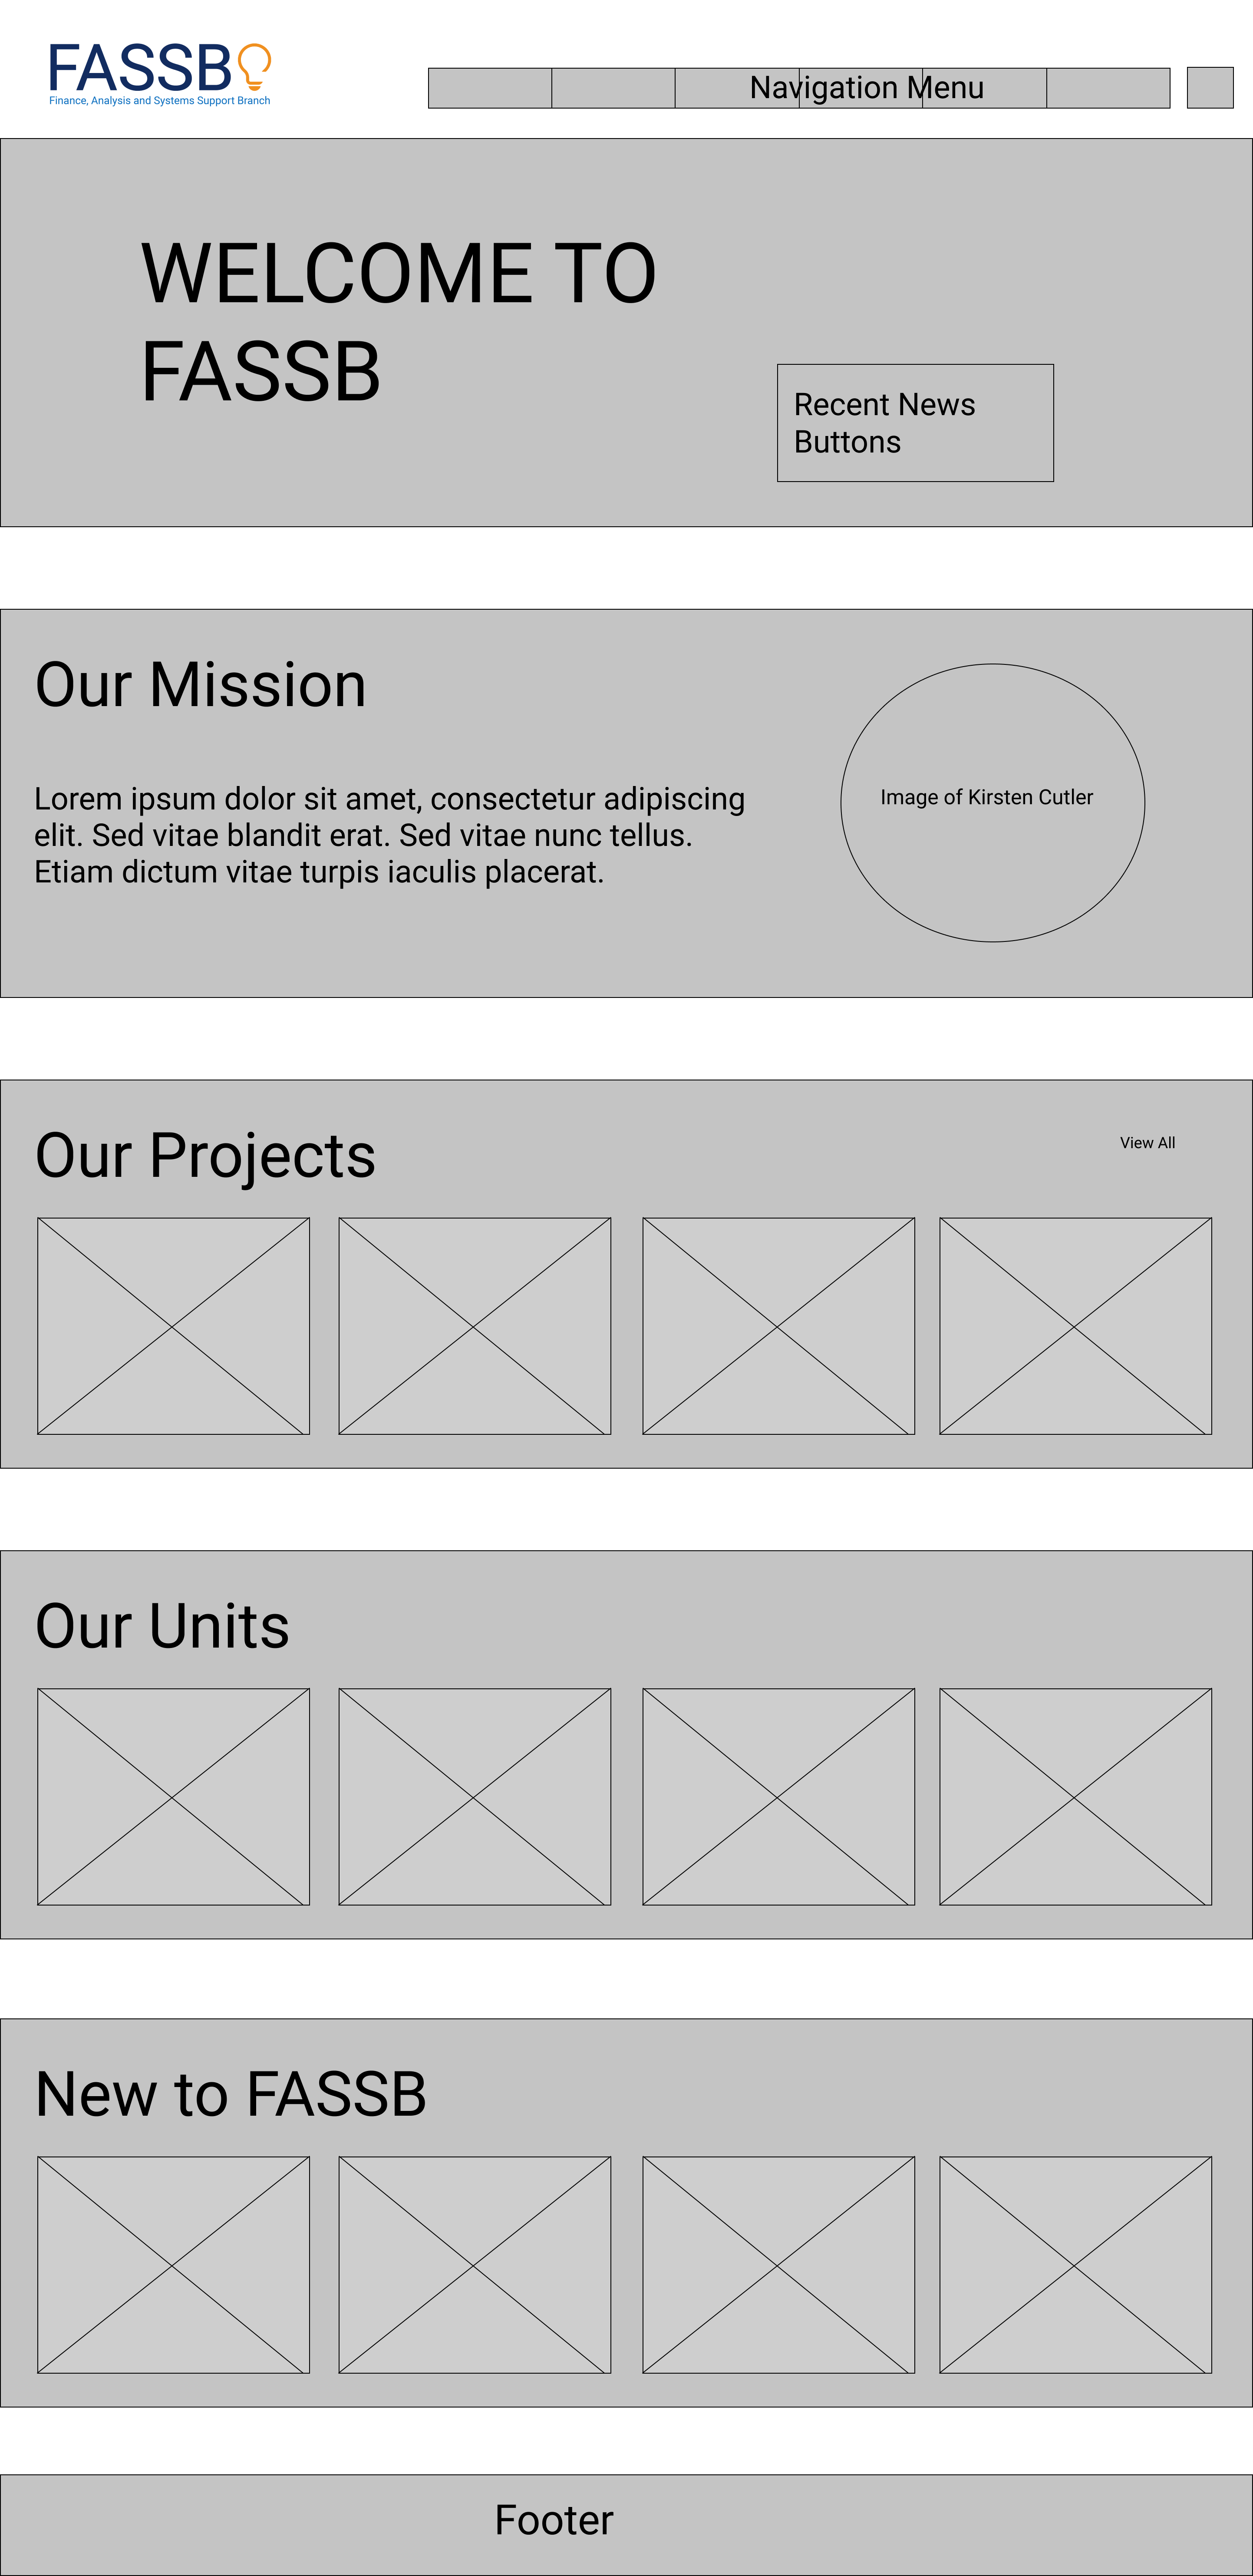 FASSB
Finance, Analysis and Systems Support Branch
Navigation Menu
WELCOME TO
FASSB
Recent News
Buttons
Our Mission
Lorem ipsum dolor sit amet, consectetur adipiscing
elit. Sed vitae blandit erat. Sed vitae nunc tellus.
Etiam dictum vitae turpis iaculis placerat.
Image of Kirsten Cutler
Our Projects
View All
Our Units
New to FASSB
Footer